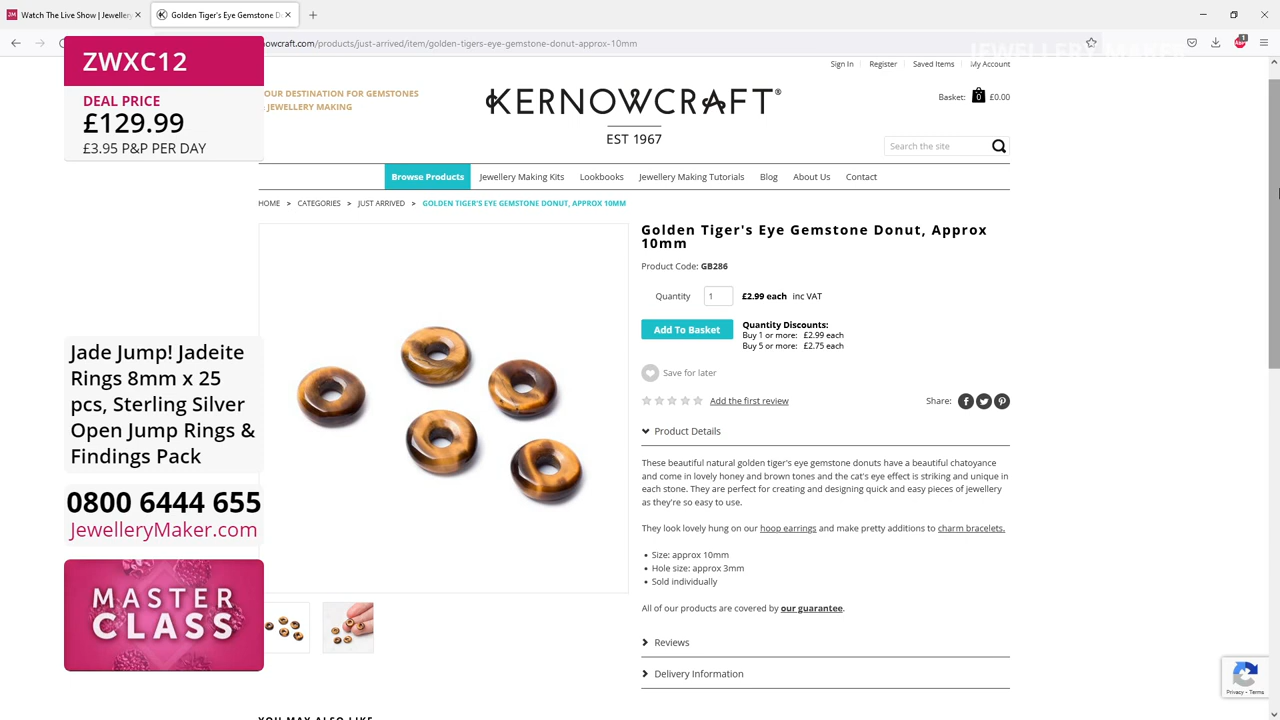 Watch The Live Show | Jeweller
Golden Tiger's Eye Gemstone D
owcraft.com/products/just-arrived/item/golden-tigers-eye-gemstone-donut-approx-10mm
JEWELLERY MAKER
ZWXC12
DEAL PRICE
£129.99
£3.95 P&P PER DAY
Sign In
Register
Saved Items
My Account
OUR DESTINATION FOR GEMSTONES
JEWELLERY MAKING
KERNOWCRAFT®
EST 1967
Basket: 0 £0.00
Search the site
Browse Products
Jewellery Making Kits
Lookbooks
Jewellery Making Tutorials
Blog
About Us
Contact
HOME > CATEGORIES > JUST ARRIVED > GOLDEN TIGER'S EYE GEMSTONE DONUT, APPROX 10MM
Golden Tiger's Eye Gemstone Donut, Approx
10mm
Product Code: GB286
Quantity 1 £2.99 each inc VAT
Add To Basket
Quantity Discounts:
Buy 1 or more: £2.99 each
Buy 5 or more: £2.75 each
Save for later
Add the first review
Share:
Product Details
These beautiful natural golden tiger's eye gemstone donuts have a beautiful chatoyance
and come in lovely honey and brown tones and the cat's eye effect is striking and unique in
each stone. They are perfect for creating and designing quick and easy pieces of jewellery
as they're so easy to use.
They look lovely hung on our hoop earrings and make pretty additions to charm bracelets.
• Size: approx 10mm
• Hole size: approx 3mm
• Sold individually
All of our products are covered by our guarantee.
Reviews
Delivery Information
Jade Jump! Jadeite
Rings 8mm x 25
pcs, Sterling Silver
Open Jump Rings &
Findings Pack
0800 6444 655
JewelleryMaker.com
MASTER
CLASS
Privacy - Terms
YOU MAY ALSO LIKE